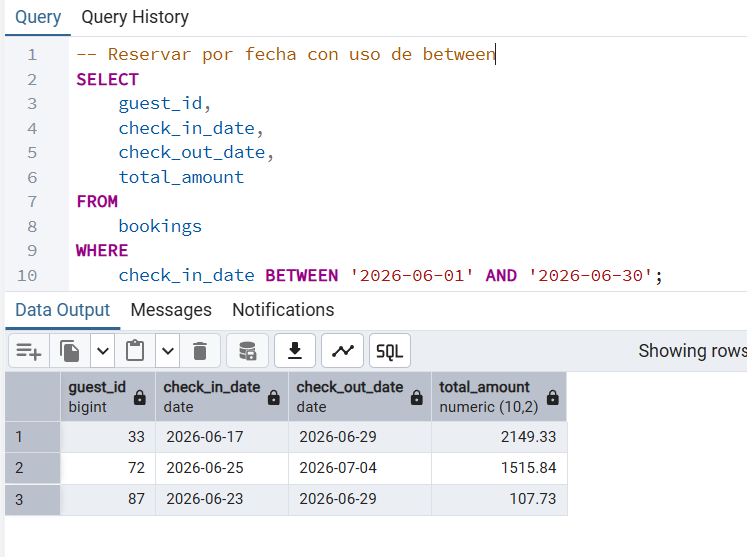 Query Query History
1 -- Reservar por fecha con uso de between
2 SELECT
3 guest_id,
4 check_in_date,
5 check_out_date,
6 total_amount
7 FROM
8 bookings
9 WHERE
10 check_in_date BETWEEN '2026-06-01' AND '2026-06-30';
Data Output Messages Notifications
SQL Showing rows
guest_id check_in_date check_out_date total_amount
bigint date date numeric (10,2)
1 33 2026-06-17 2026-06-29 2149.33
2 72 2026-06-25 2026-07-04 1515.84
3 87 2026-06-23 2026-06-29 107.73